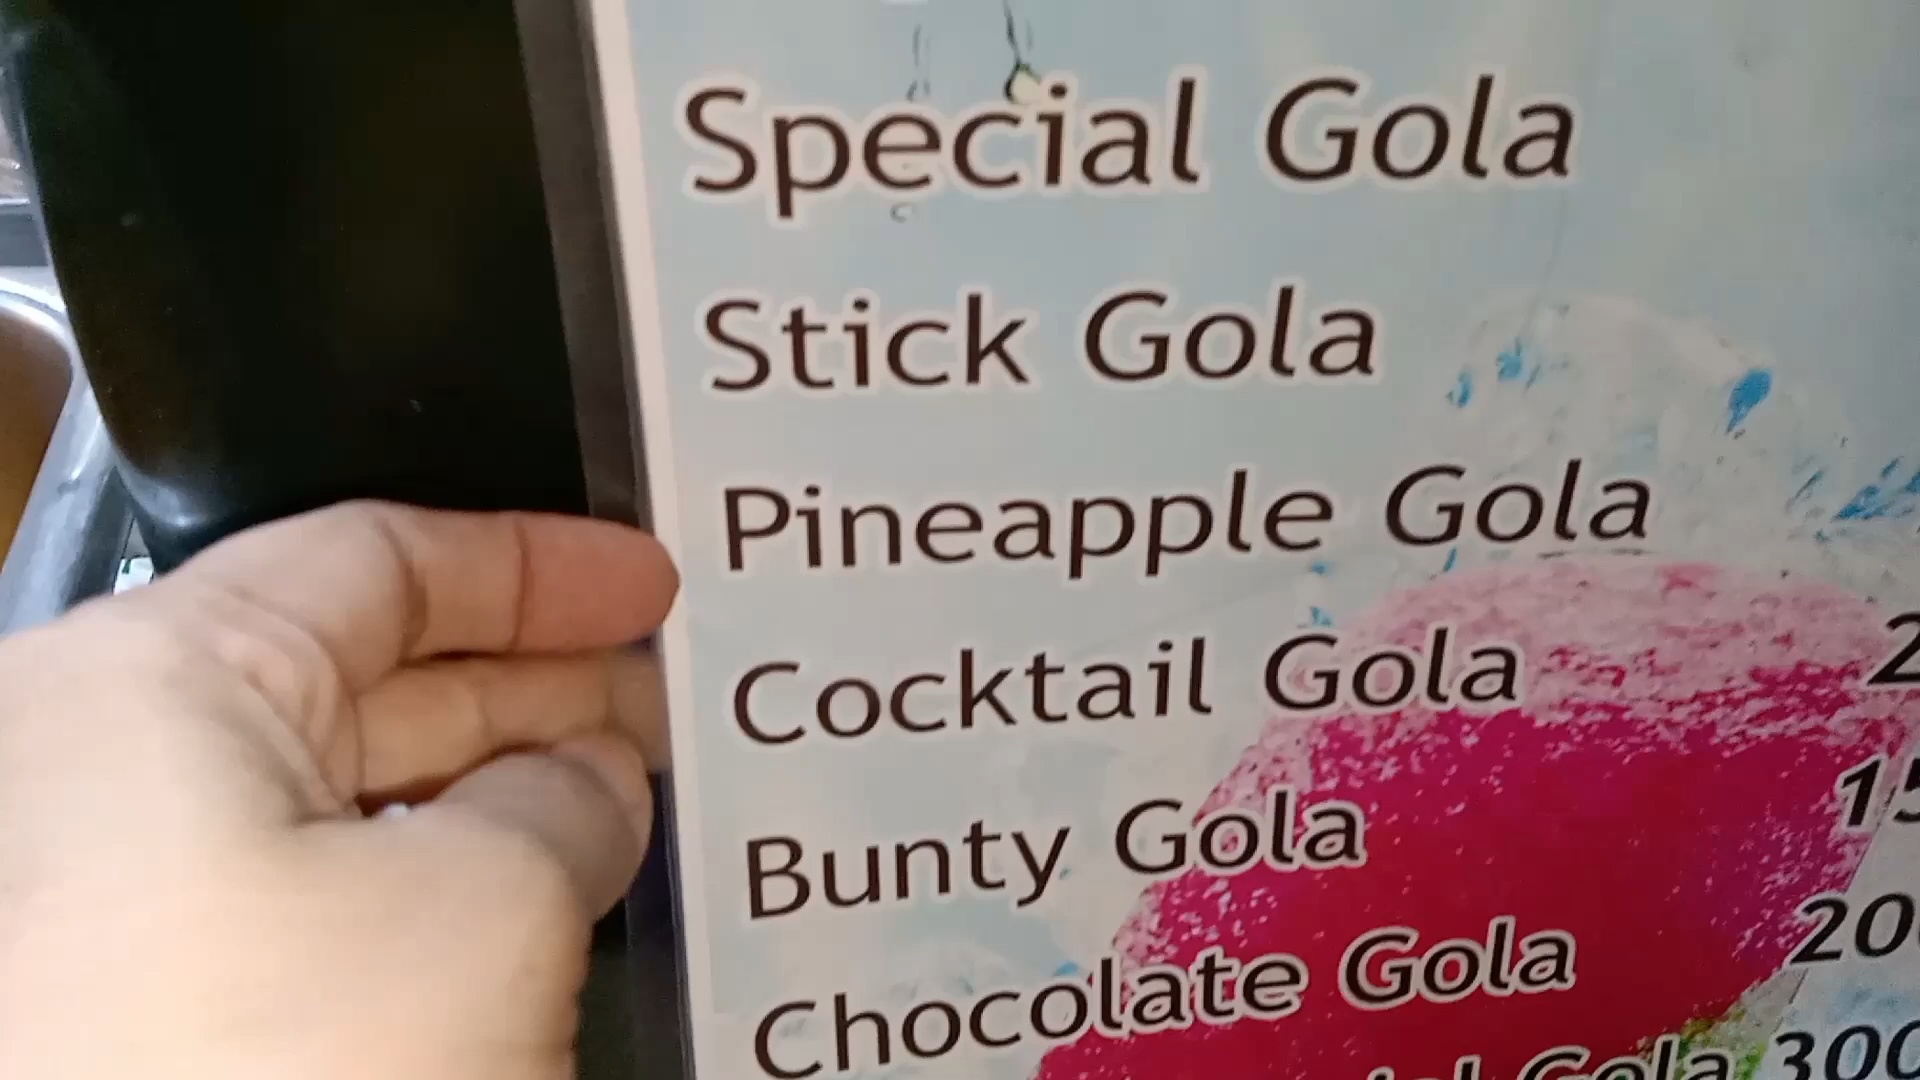 Special Gola
Stick Gola
Pineapple Gola
Cocktail Gola
Bunty Gola
Chocolate Gola
Gola 300